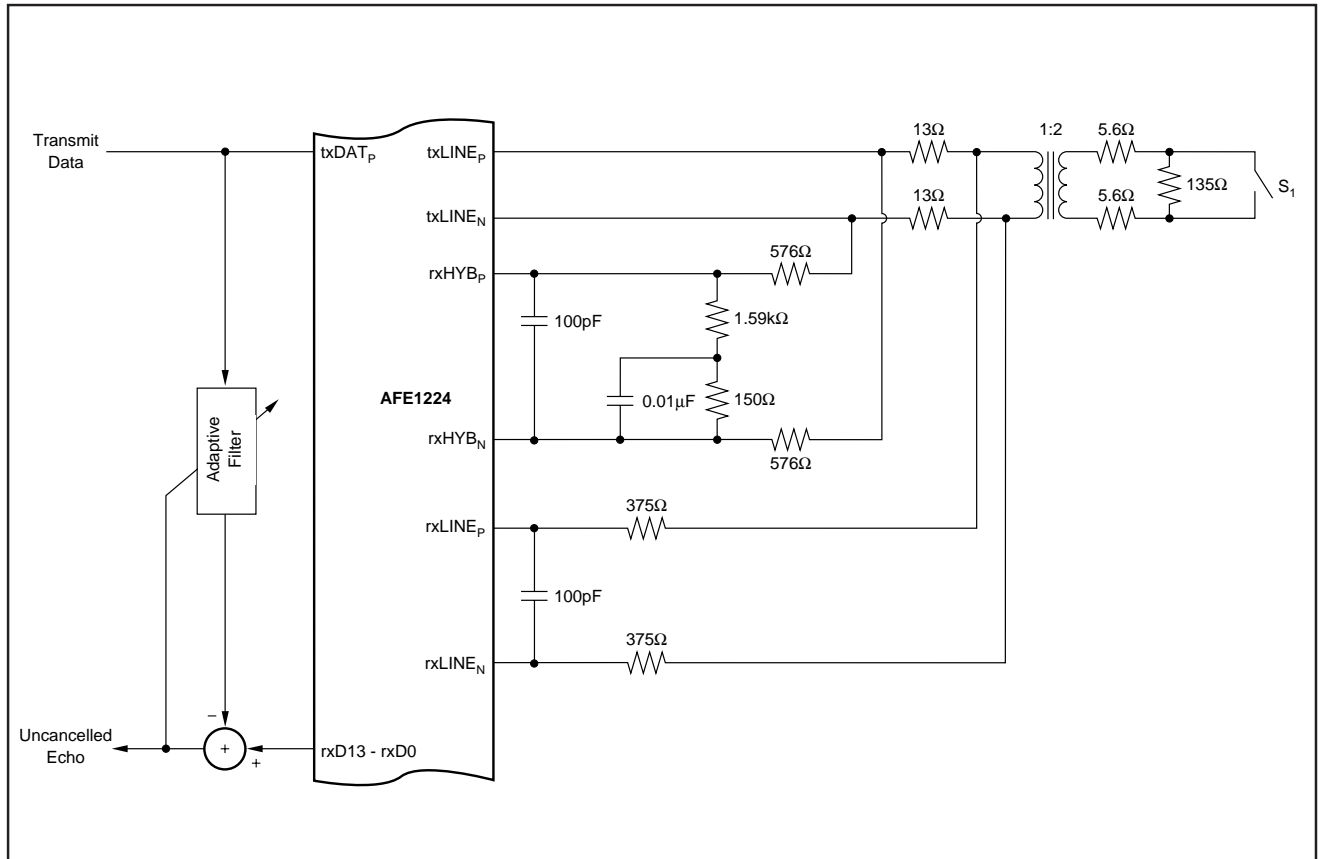 Transmit
Data
txDATP
txLINEP
13Ω
1:2
5.6Ω
135Ω
S1
txLINEN
13Ω
5.6Ω
rxHYBP
576Ω
100pF
1.59kΩ
AFE1224
0.01µF
150Ω
rxHYBN
576Ω
Adaptive
Filter
rxLINEP
375Ω
100pF
rxLINEN
375Ω
–
Uncancelled
Echo
+
+
rxD13 - rxD0